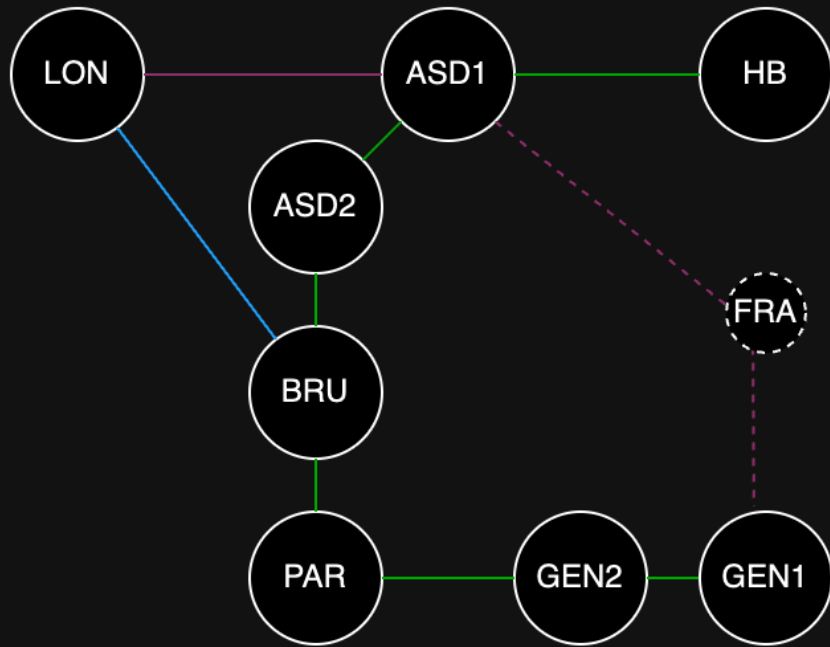 LON
ASD1
HB
ASD2
FRA
BRU
PAR
GEN2
GEN1